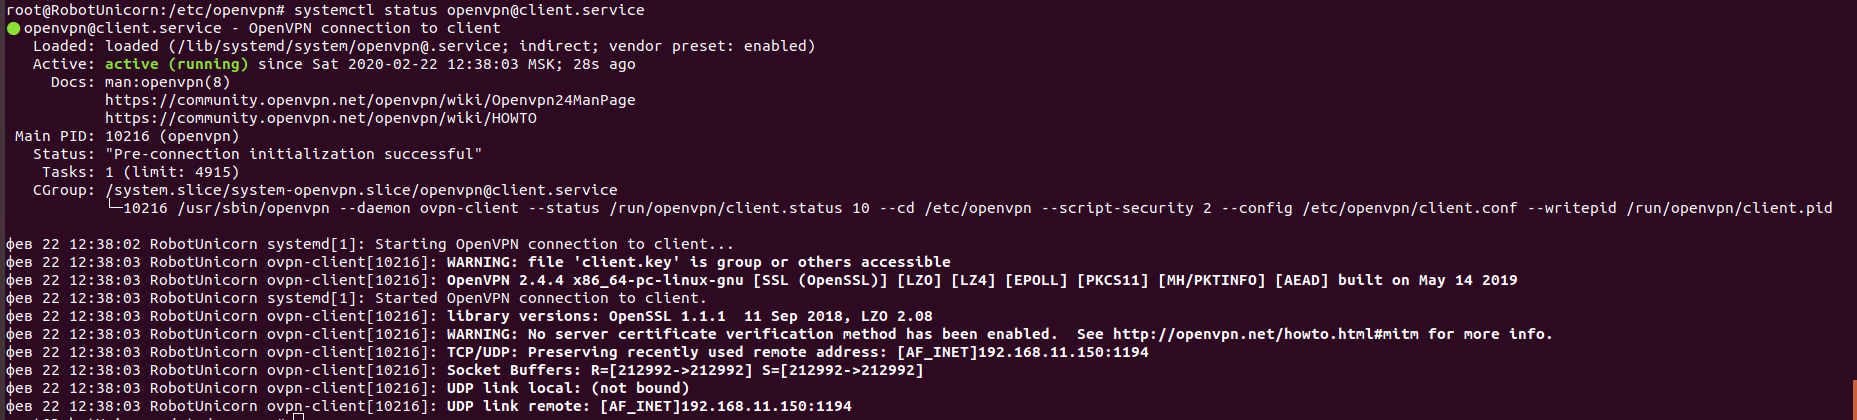 root@RobotUnicorn:/etc/openvpn# systemctl status openvpn@client.service
● openvpn@client.service - OpenVPN connection to client
   Loaded: loaded (/lib/systemd/system/openvpn@.service; indirect; vendor preset: enabled)
   Active: active (running) since Sat 2020-02-22 12:38:03 MSK; 28s ago
     Docs: man:openvpn(8)
           https://community.openvpn.net/openvpn/wiki/Openvpn24ManPage
           https://community.openvpn.net/openvpn/wiki/HOWTO
 Main PID: 10216 (openvpn)
   Status: "Pre-connection initialization successful"
    Tasks: 1 (limit: 4915)
   CGroup: /system.slice/system-openvpn.slice/openvpn@client.service
           └─10216 /usr/sbin/openvpn --daemon ovpn-client --status /run/openvpn/client.status 10 --cd /etc/openvpn --script-security 2 --config /etc/openvpn/client.conf --writepid /run/openvpn/client.pid

фев 22 12:38:02 RobotUnicorn systemd[1]: Starting OpenVPN connection to client...
фев 22 12:38:03 RobotUnicorn ovpn-client[10216]: WARNING: file 'client.key' is group or others accessible
фев 22 12:38:03 RobotUnicorn ovpn-client[10216]: OpenVPN 2.4.4 x86_64-pc-linux-gnu [SSL (OpenSSL)] [LZO] [LZ4] [EPOLL] [PKCS11] [MH/PKTINFO] [AEAD] built on May 14 2019
фев 22 12:38:03 RobotUnicorn systemd[1]: Started OpenVPN connection to client.
фев 22 12:38:03 RobotUnicorn ovpn-client[10216]: library versions: OpenSSL 1.1.1  11 Sep 2018, LZO 2.08
фев 22 12:38:03 RobotUnicorn ovpn-client[10216]: WARNING: No server certificate verification method has been enabled.  See http://openvpn.net/howto.html#mitm for more info.
фев 22 12:38:03 RobotUnicorn ovpn-client[10216]: TCP/UDP: Preserving recently used remote address: [AF_INET]192.168.11.150:1194
фев 22 12:38:03 RobotUnicorn ovpn-client[10216]: Socket Buffers: R=[212992->212992] S=[212992->212992]
фев 22 12:38:03 RobotUnicorn ovpn-client[10216]: UDP link local: (not bound)
фев 22 12:38:03 RobotUnicorn ovpn-client[10216]: UDP link remote: [AF_INET]192.168.11.150:1194